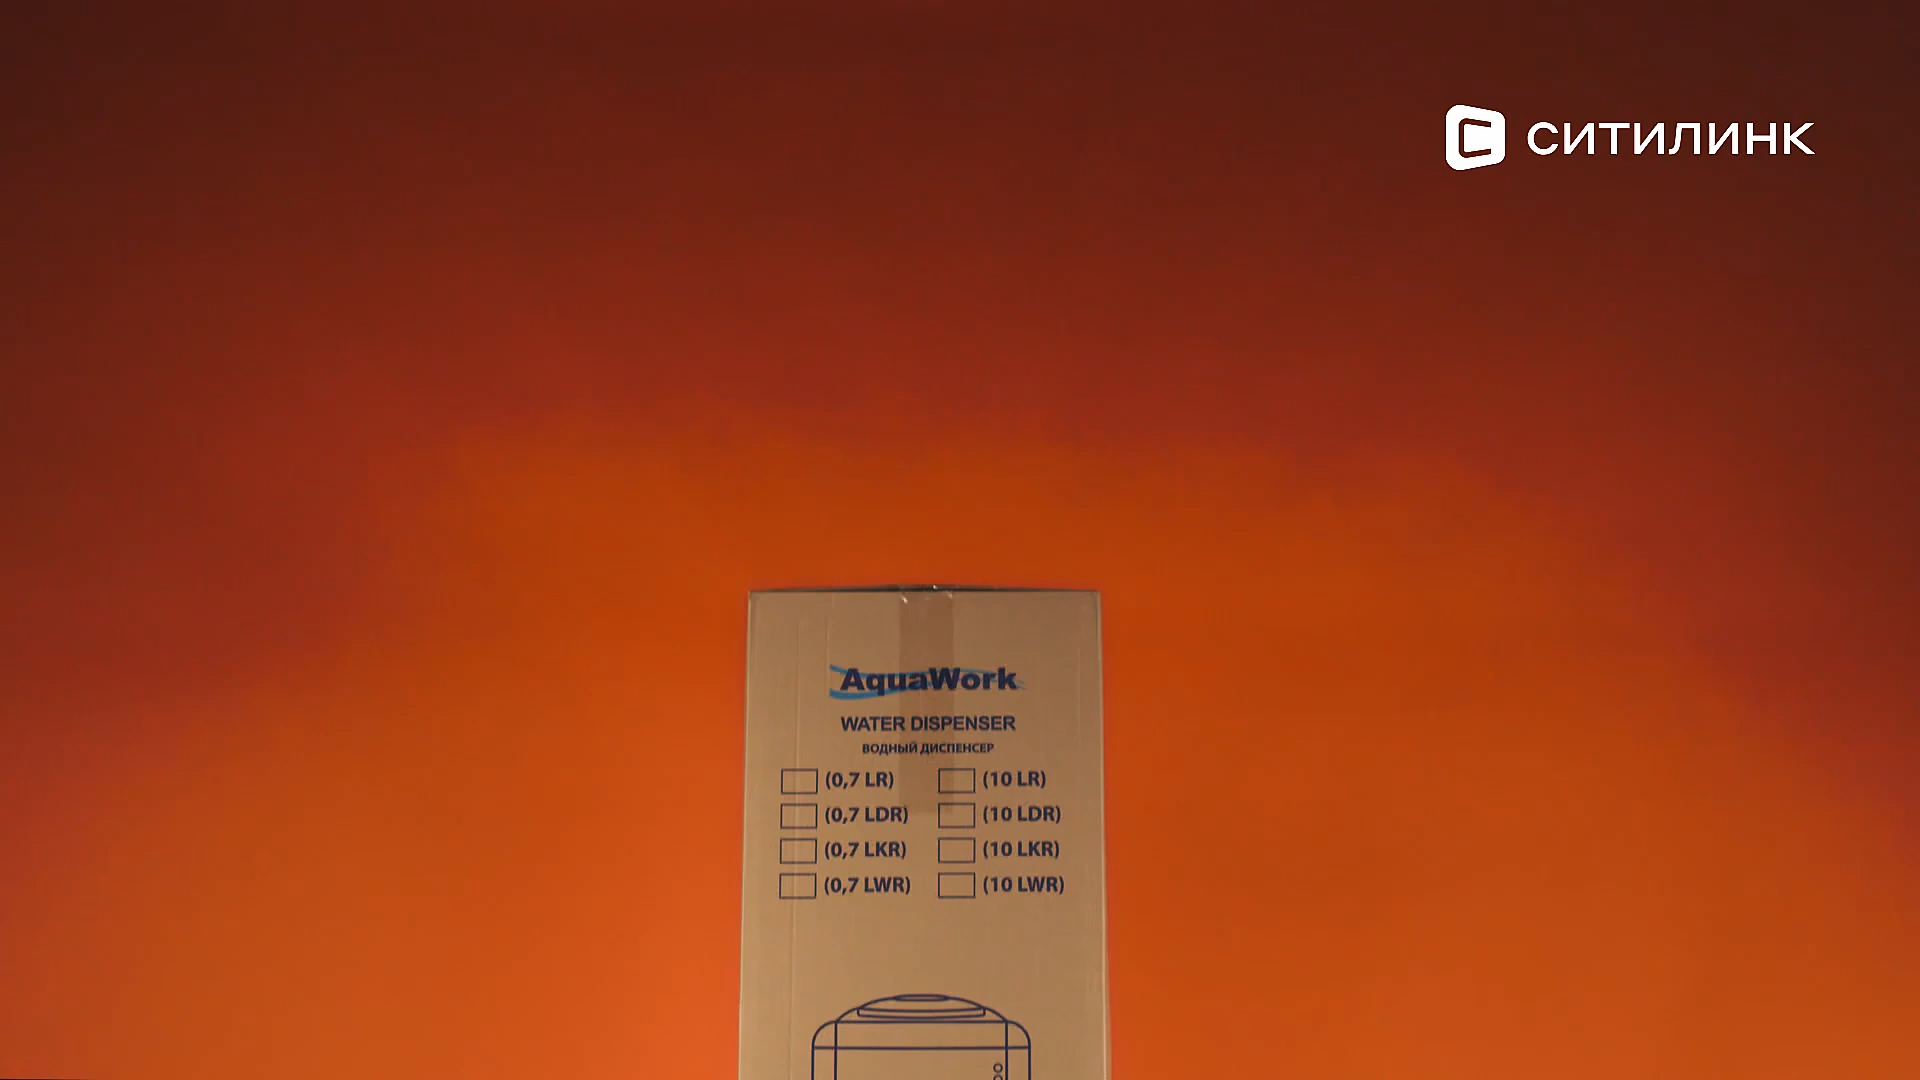 СИТИЛИНК
AquaWork
WATER DISPENSER
ВОДНЫЙ ДИСПЕНСЕР
(0,7 LR) (10 LR)
(0,7 LDR) (10 LDR)
(0,7 LKR) (10 LKR)
(0,7 LWR) (10 LWR)